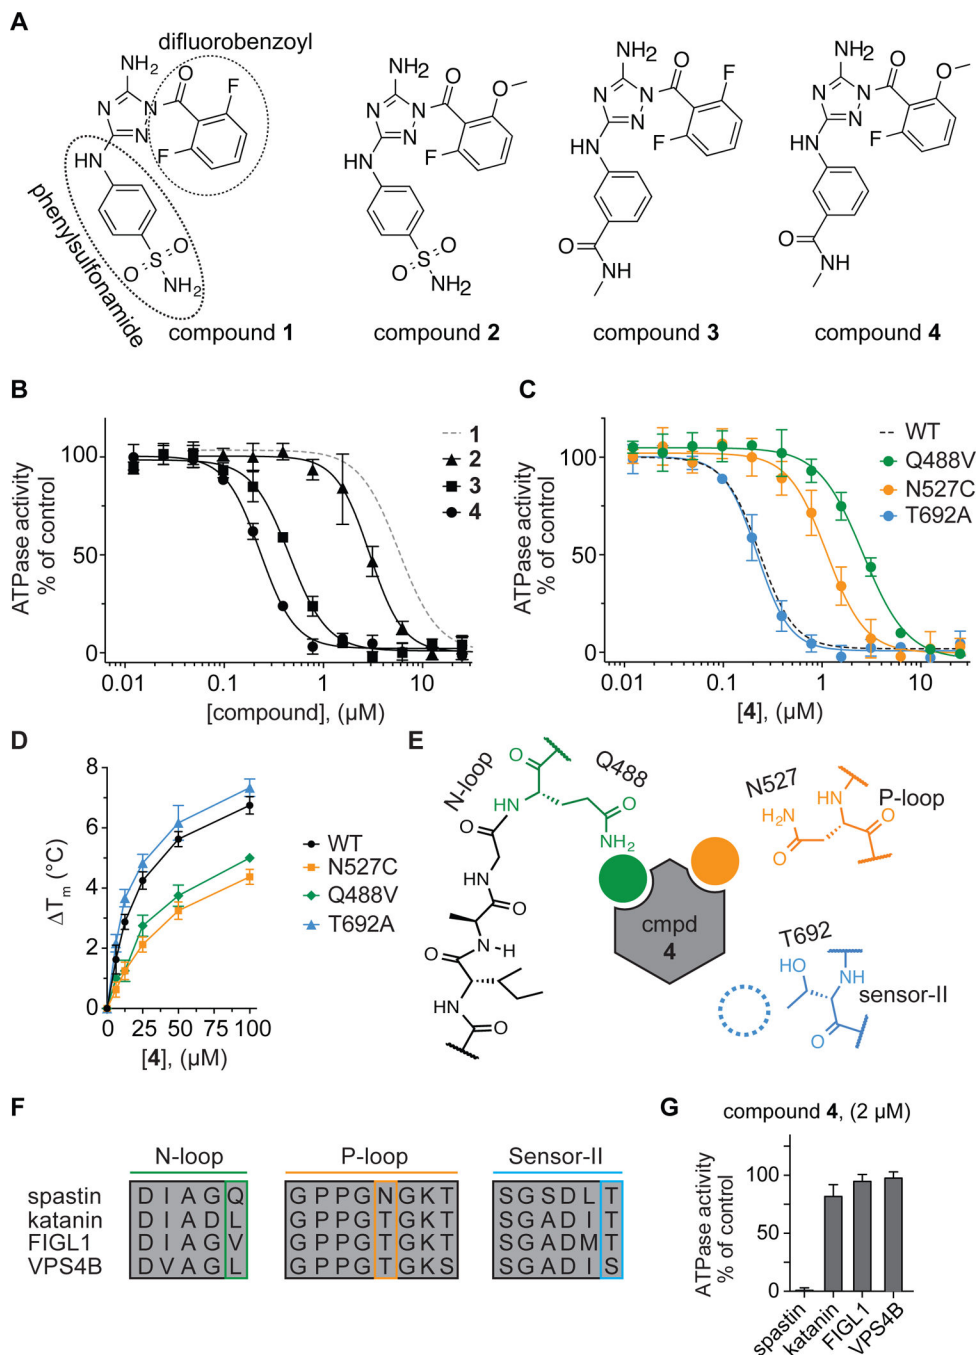 A
difluorobenzoyl
phenylsulfonamide
NH2
O
F
N
N
N
F
HN
O
S
O
NH2
compound 1
NH2
O
O
N
N
N
F
HN
O
S
O
NH2
compound 2
NH2
O
F
N
N
N
F
HN
O
NH
compound 3
NH2
O
O
N
N
N
F
HN
O
NH
compound 4
B
ATPase activity
% of control
100
50
0
0.01 0.1 1 10
[compound], (µM)
1
2
3
4
C
ATPase activity
% of control
100
50
0
0.01 0.1 1 10
[4], (µM)
WT
Q488V
N527C
T692A
D
ΔTm (°C)
8
6
4
2
0
0 25 50 75 100
[4], (µM)
WT
N527C
Q488V
T692A
E
N-loop
Q488
O
HN
O
NH2
O
NH
O
N-H
O
HN
O
cmpd
4
N527
P-loop
HN
H2N
O
O
T692
sensor-II
HO
NH
O
F
N-loop P-loop Sensor-II
spastin D I A G Q G P P G N G K T S G S D L T
katanin D I A D L G P P G T G K T S G A D I T
FIGL1 D I A G V G P P G T G K T S G A D M T
VPS4B D V A G L G P P G T G K S S G A D I S
G
compound 4, (2 µM)
ATPase activity
% of control
100
50
0
spastin
katanin
FIGL1
VPS4B